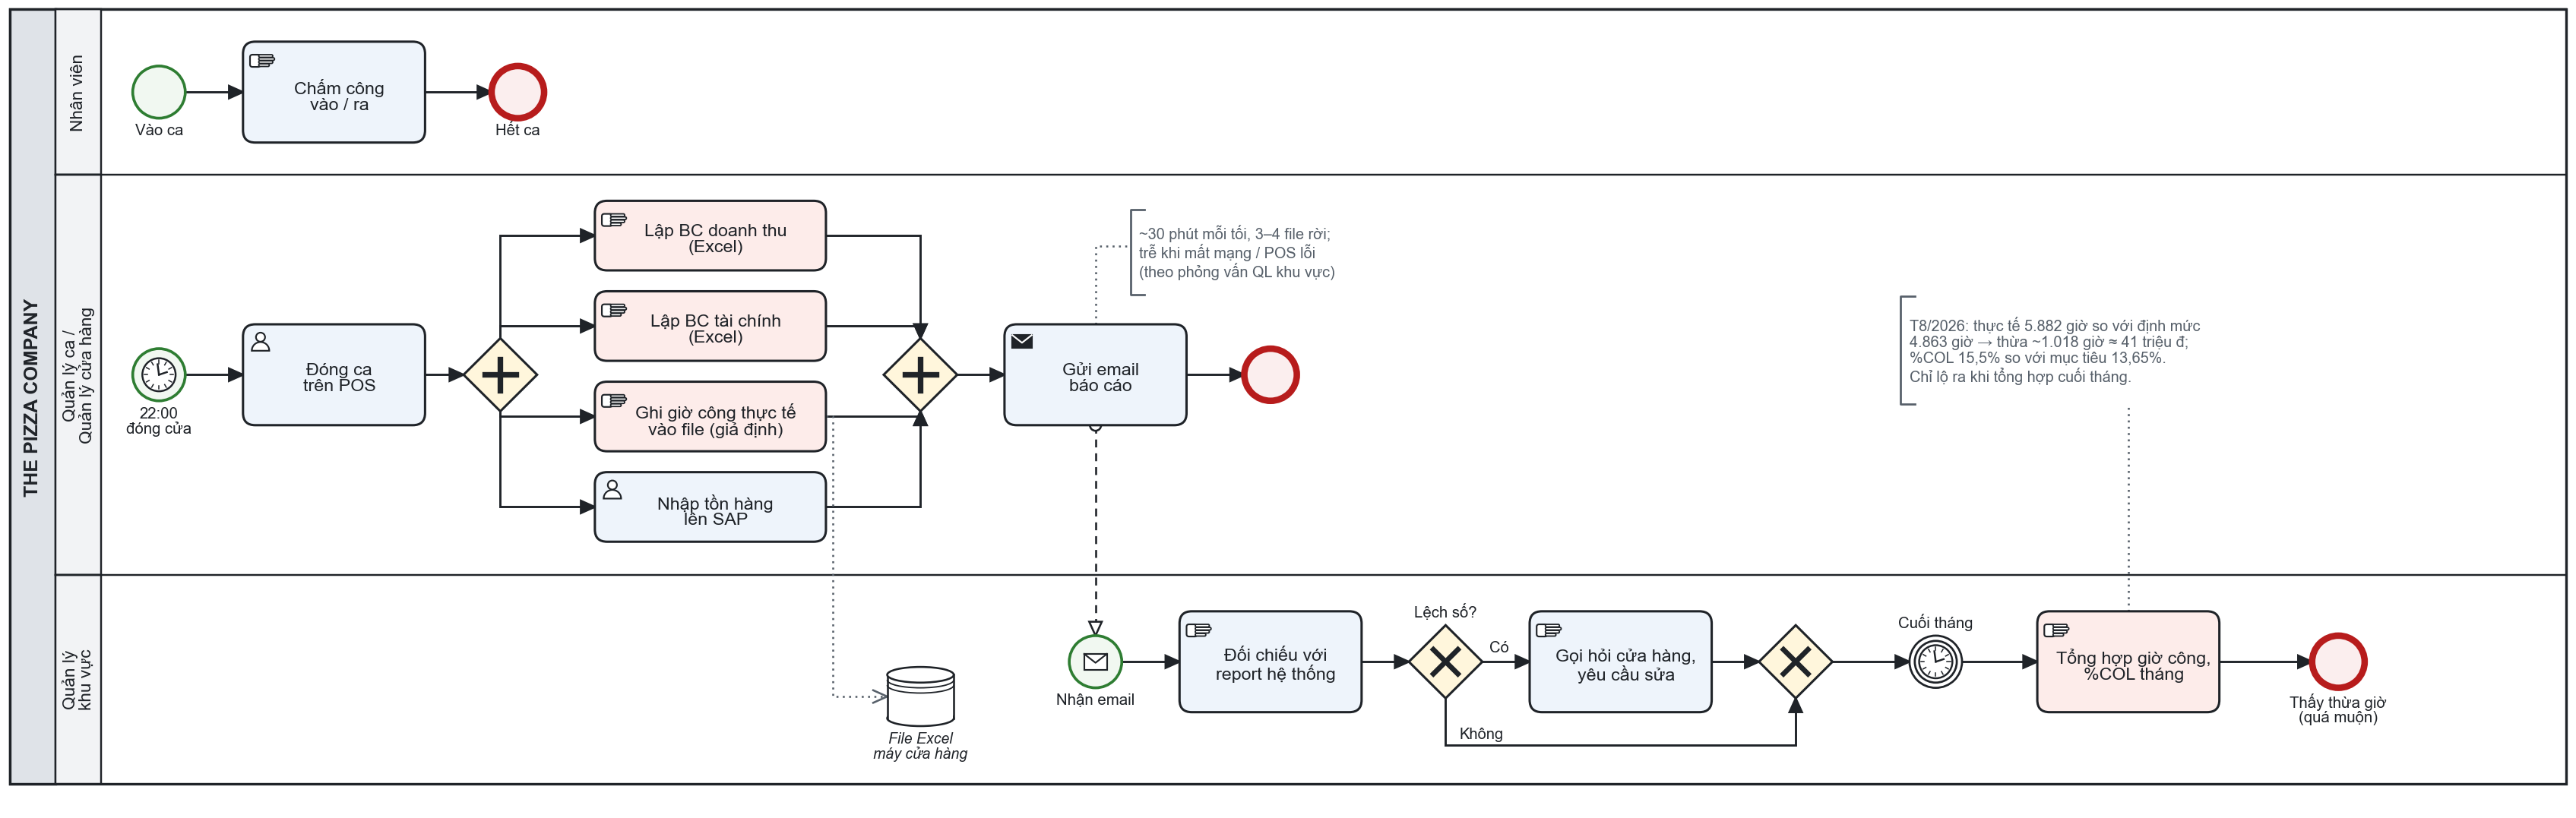 THE PIZZA COMPANY
Nhân viên
Vào ca
Chấm công
vào / ra
Hết ca
Quản lý ca /
Quản lý cửa hàng
22:00
đóng cửa
Đóng ca
trên POS
Lập BC doanh thu
(Excel)
Lập BC tài chính
(Excel)
Ghi giờ công thực tế
vào file (giả định)
Nhập tồn hàng
lên SAP
Gửi email
báo cáo
~30 phút mỗi tối, 3–4 file rời;
trễ khi mất mạng / POS lỗi
(theo phỏng vấn QL khu vực)
T8/2026: thực tế 5.882 giờ so với định mức
4.863 giờ → thừa ~1.018 giờ ≈ 41 triệu đ;
%COL 15,5% so với mục tiêu 13,65%.
Chỉ lộ ra khi tổng hợp cuối tháng.
Quản lý
khu vực
File Excel
máy cửa hàng
Nhận email
Đối chiếu với
report hệ thống
Lệch số?
Có
Không
Gọi hỏi cửa hàng,
yêu cầu sửa
Cuối tháng
Tổng hợp giờ công,
%COL tháng
Thấy thừa giờ
(quá muộn)